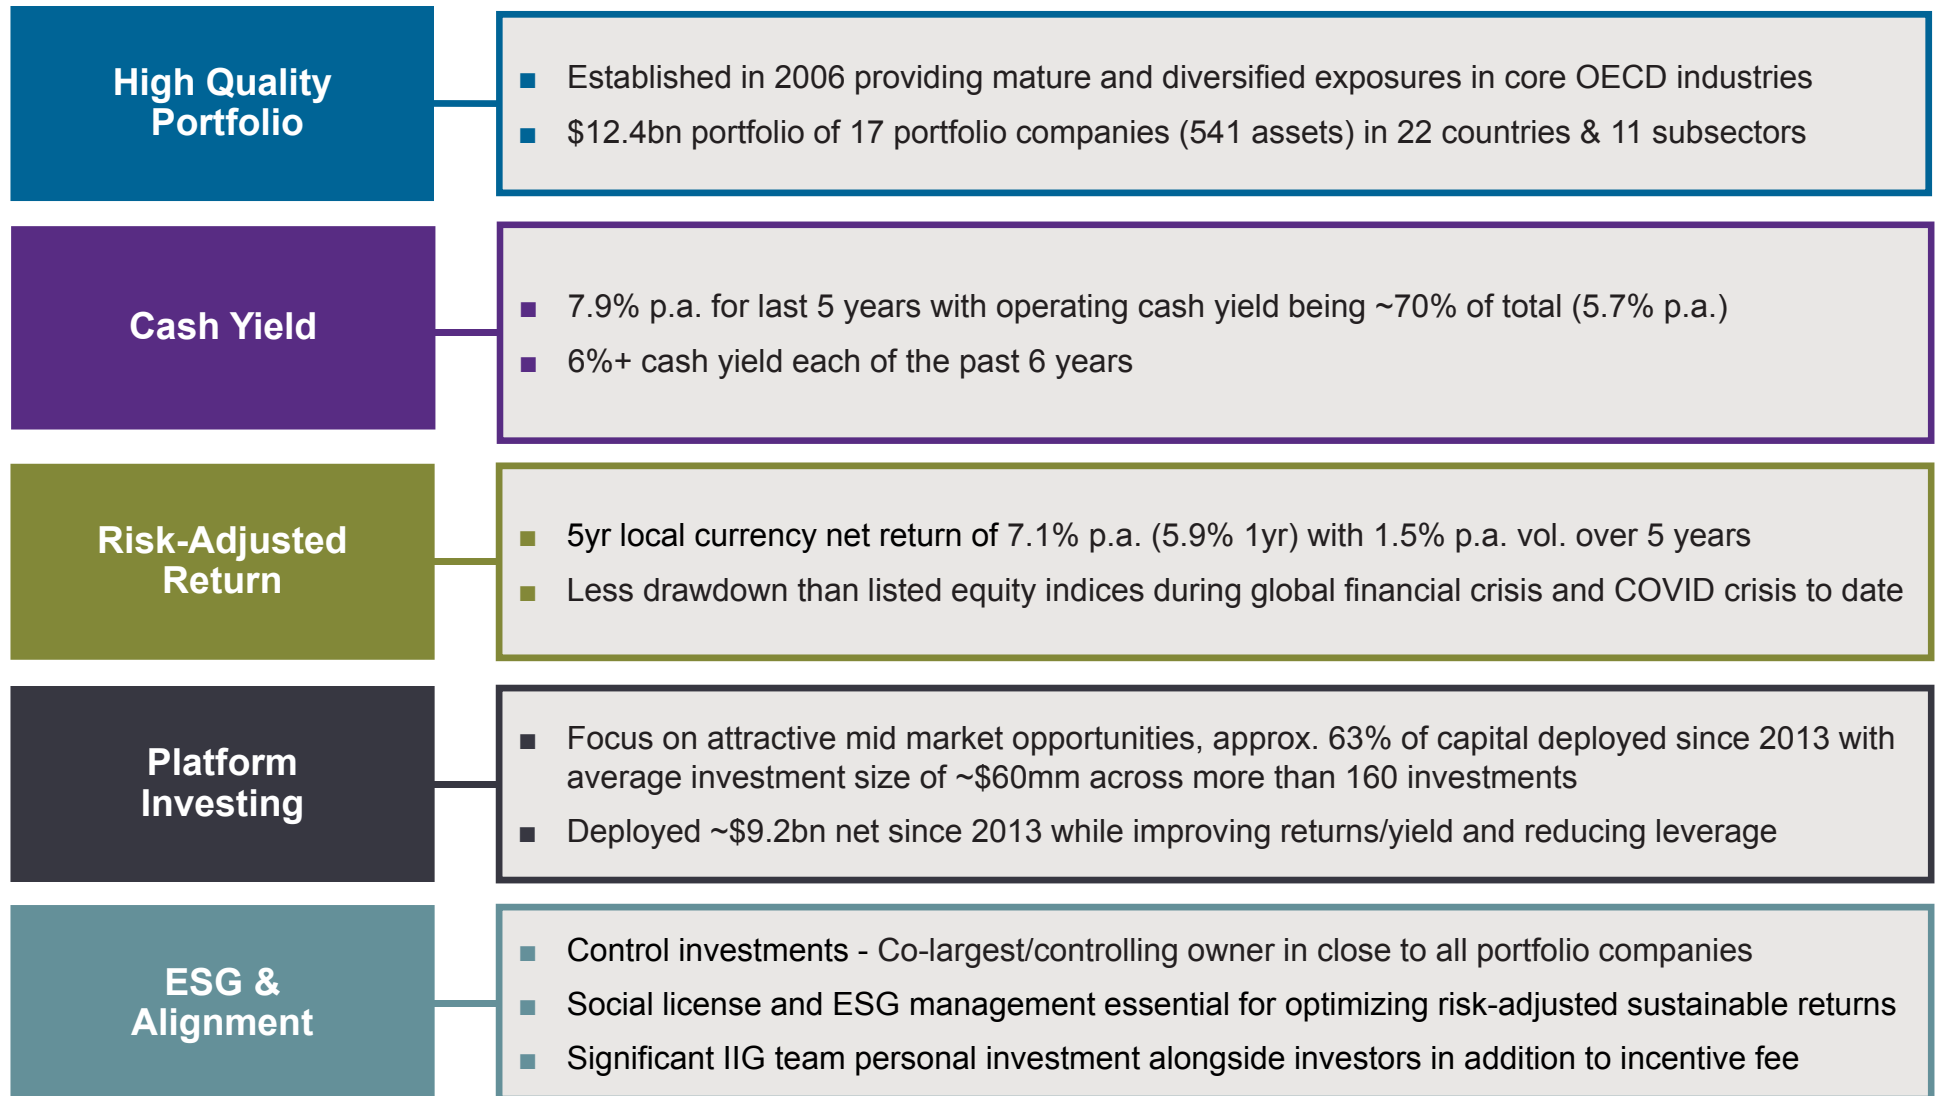 High Quality
Portfolio
■ Established in 2006 providing mature and diversified exposures in core OECD industries
■ $12.4bn portfolio of 17 portfolio companies (541 assets) in 22 countries & 11 subsectors
Cash Yield
■ 7.9% p.a. for last 5 years with operating cash yield being ~70% of total (5.7% p.a.)
■ 6%+ cash yield each of the past 6 years
Risk-Adjusted
Return
■ 5yr local currency net return of 7.1% p.a. (5.9% 1yr) with 1.5% p.a. vol. over 5 years
■ Less drawdown than listed equity indices during global financial crisis and COVID crisis to date
Platform
Investing
■ Focus on attractive mid market opportunities, approx. 63% of capital deployed since 2013 with
average investment size of ~$60mm across more than 160 investments
■ Deployed ~$9.2bn net since 2013 while improving returns/yield and reducing leverage
ESG &
Alignment
■ Control investments - Co-largest/controlling owner in close to all portfolio companies
■ Social license and ESG management essential for optimizing risk-adjusted sustainable returns
■ Significant IIG team personal investment alongside investors in addition to incentive fee